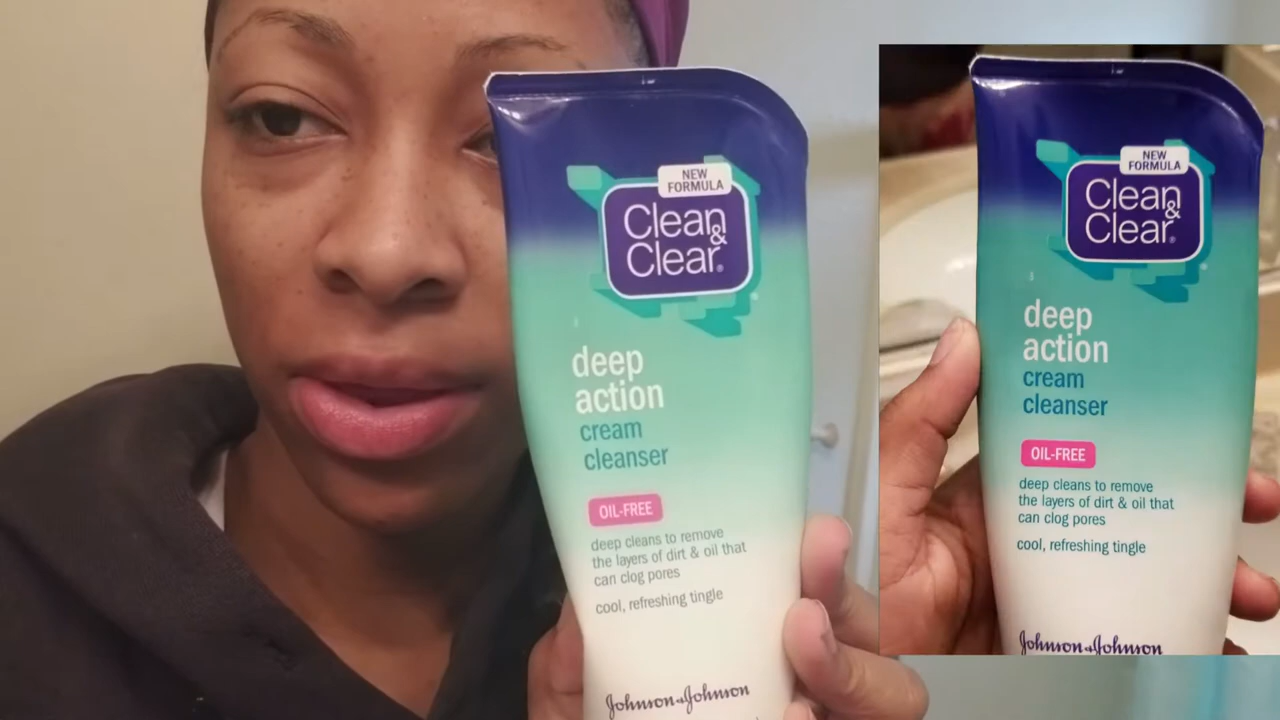 NEW
FORMULA
Clean
&
Clear®
deep
action
cream
cleanser
OIL-FREE
deep cleans to remove
the layers of dirt & oil that
can clog pores
cool, refreshing tingle
Johnson&Johnson
NEW
FORMULA
Clean
&
Clear®
deep
action
cream
cleanser
OIL-FREE
deep cleans to remove
the layers of dirt & oil that
can clog pores
cool, refreshing tingle
Johnson&Johnson